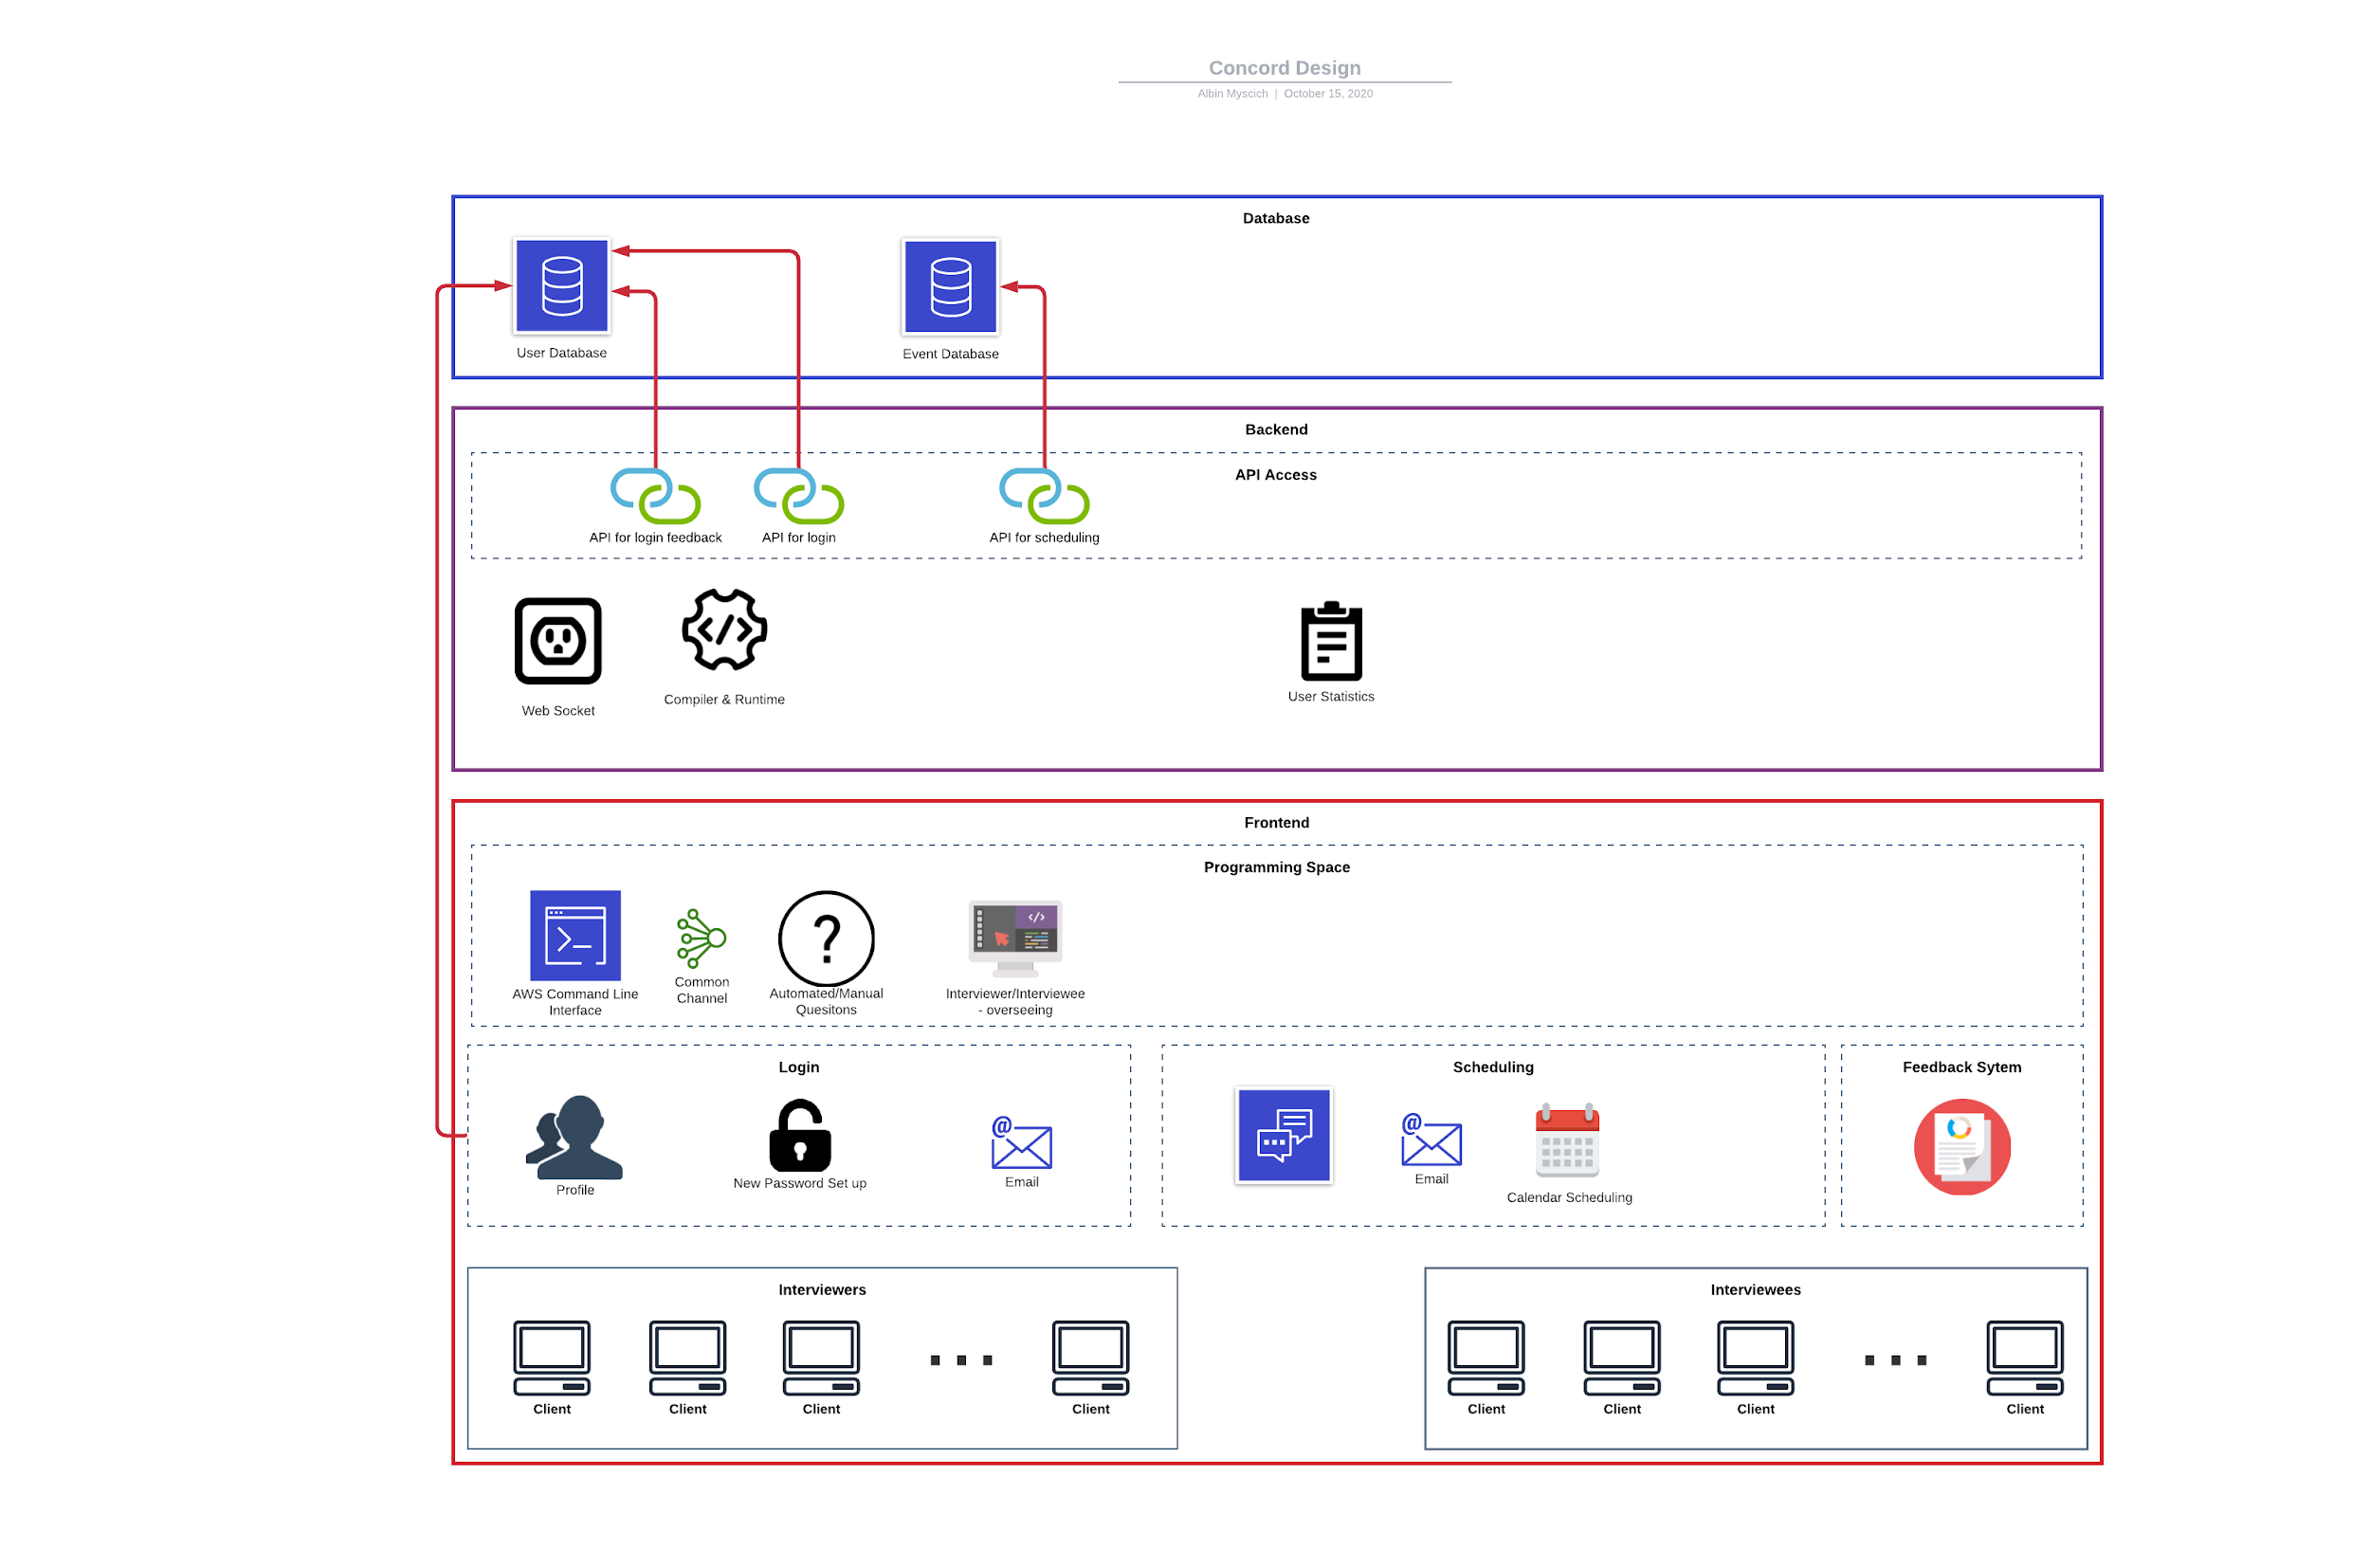 Concord Design
Albin Myscich | October 15, 2020
Database
User Database
Event Database
Backend
API Access
API for login feedback
API for login
API for scheduling
Web Socket
Compiler & Runtime
User Statistics
Frontend
Programming Space
AWS Command Line
Interface
Common
Channel
Automated/Manual
Quesitons
Interviewer/Interviewee
- overseeing
Login
Profile
New Password Set up
Email
Scheduling
Email
Calendar Scheduling
Feedback Sytem
Interviewers
Client
Client
Client
Client
Interviewees
Client
Client
Client
Client